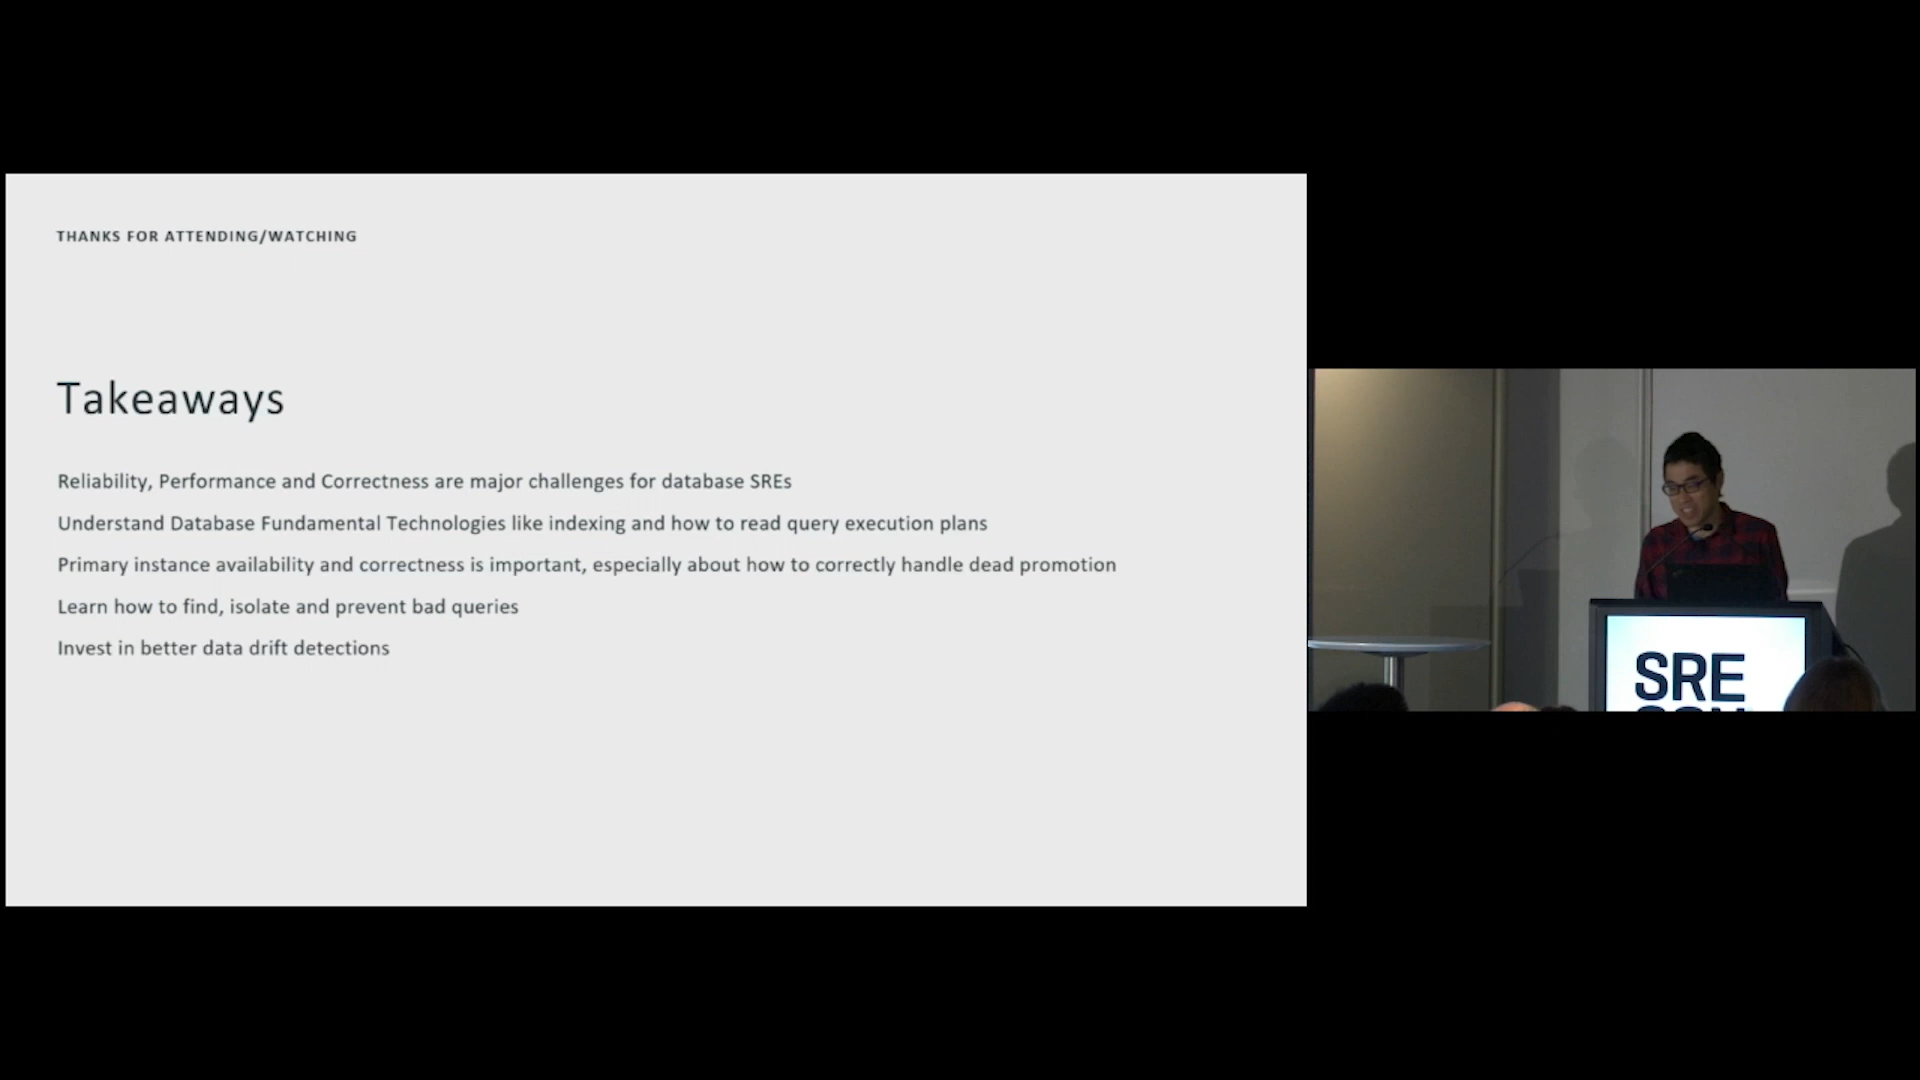 THANKS FOR ATTENDING/WATCHING
Takeaways
Reliability, Performance and Correctness are major challenges for database SREs
Understand Database Fundamental Technologies like indexing and how to read query execution plans
Primary instance availability and correctness is important, especially about how to correctly handle dead promotion
Learn how to find, isolate and prevent bad queries
Invest in better data drift detections
SRE